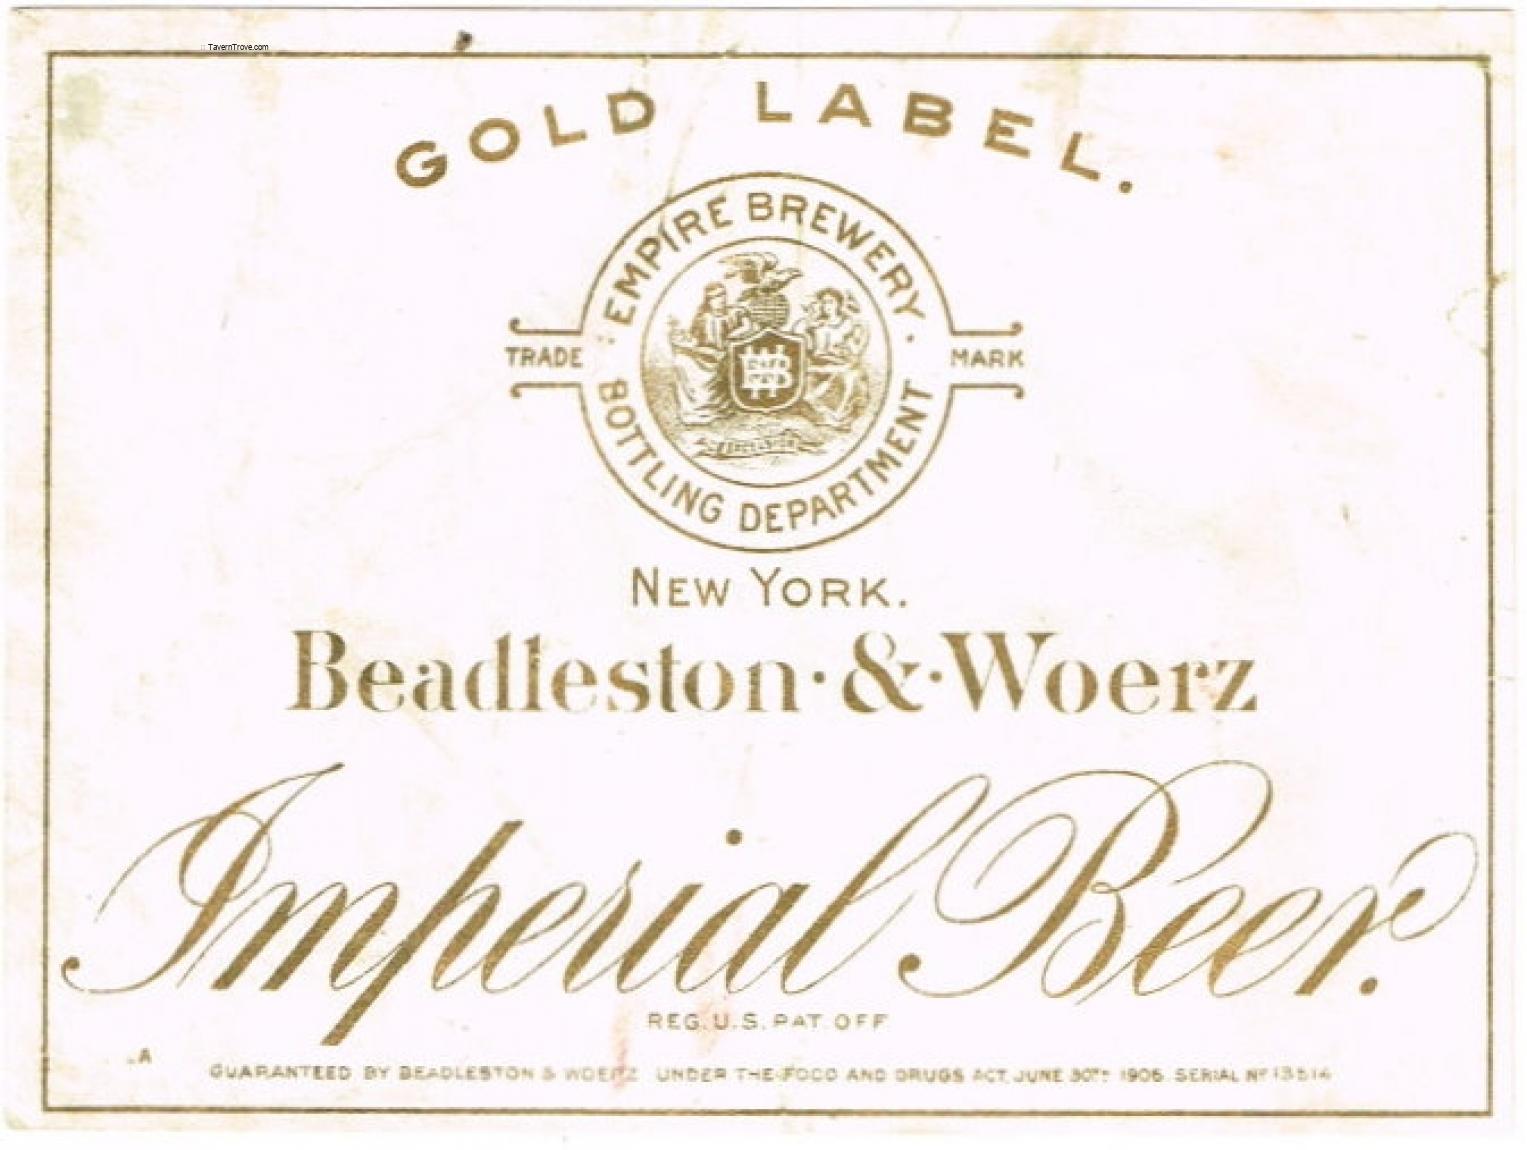 :: TavernTrove.com
GOLD LABEL.
EMPIRE BREWERY
TRADE MARK
BOTTLING DEPARTMENT
EXCELSIOR
NEW YORK.
Beadleston·&·Woerz
Imperial Beer.
REG. U.S. PAT. OFF
A
GUARANTEED BY BEADLESTON & WOERZ UNDER THE FOOD AND DRUGS ACT, JUNE 30TH 1906. SERIAL Nº 13514